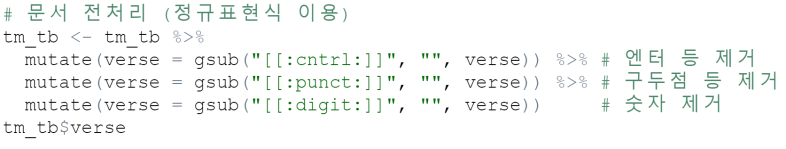 # 문서 전처리 (정규표현식 이용)
tm_tb <- tm_tb %>%
  mutate(verse = gsub("[[:cntrl:]]", "", verse)) %>% # 엔터 등 제거
  mutate(verse = gsub("[[:punct:]]", "", verse)) %>% # 구두점 등 제거
  mutate(verse = gsub("[[:digit:]]", "", verse))     # 숫자 제거
tm_tb$verse